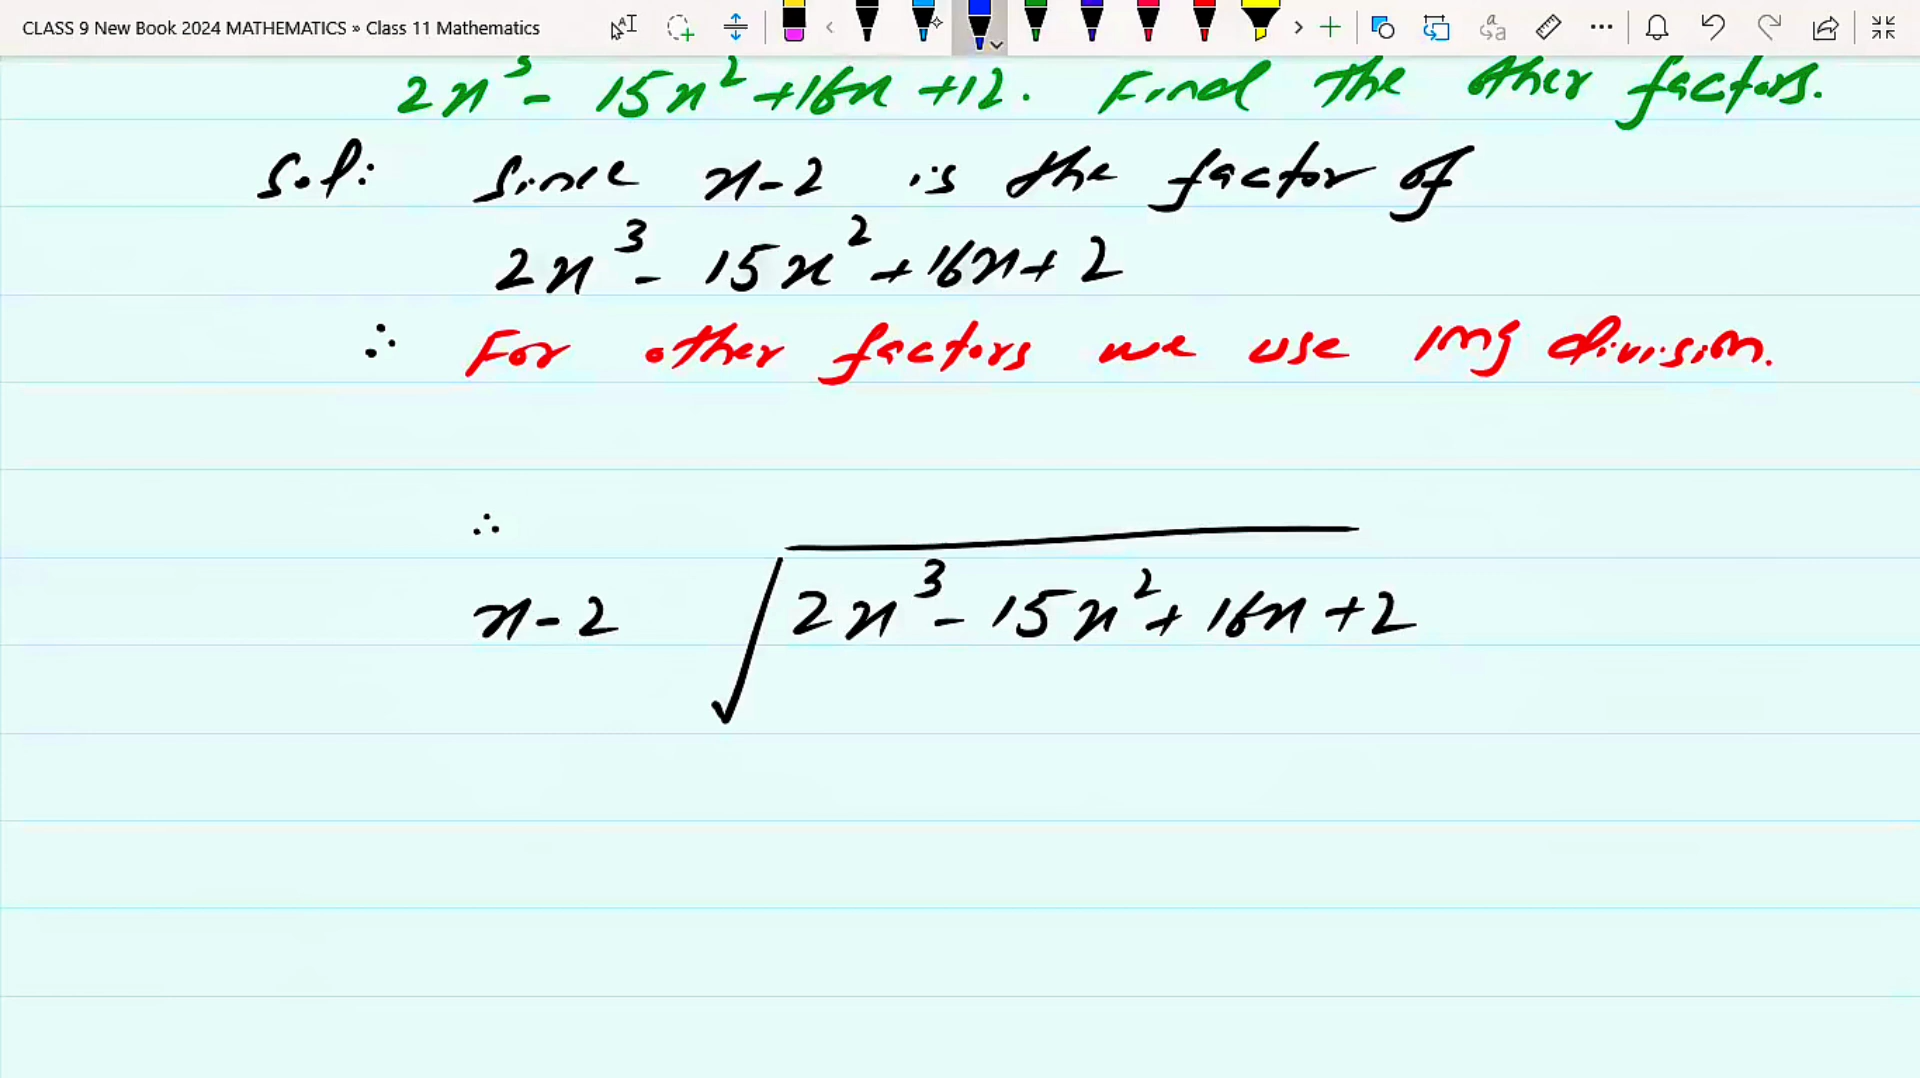 CLASS 9 New Book 2024 MATHEMATICS » Class 11 Mathematics
2x³ - 15x² + 16x + 12. Find the other factors.
Sol: Since x-2 is the factor of
2x³ - 15x² + 16x + 2
∴ For other factors we use long division.
∴
x-2 √ 2x³ - 15x² + 16x + 2